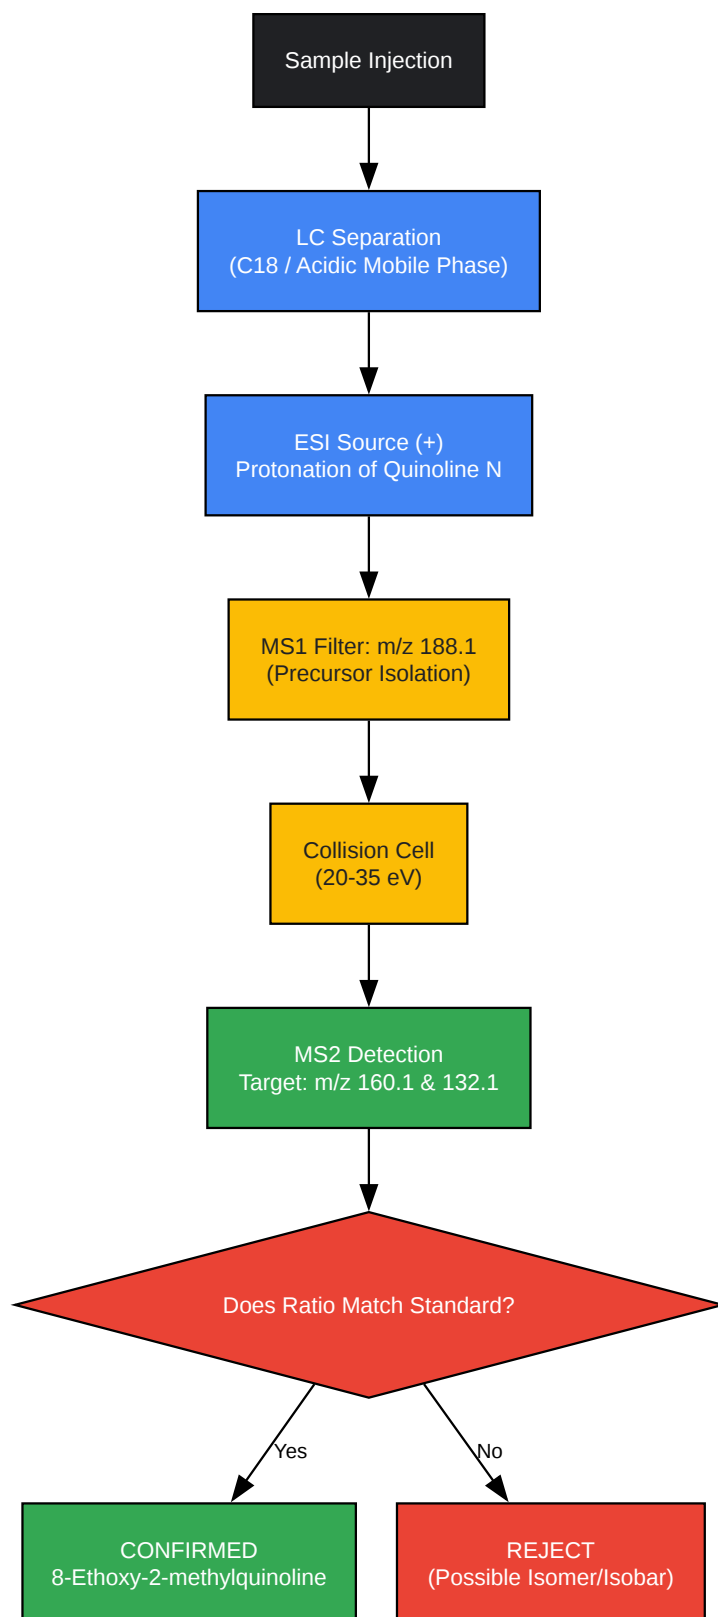 Sample Injection
LC Separation
(C18 / Acidic Mobile Phase)
ESI Source (+)
Protonation of Quinoline N
MS1 Filter: m/z 188.1
(Precursor Isolation)
Collision Cell
(20-35 eV)
MS2 Detection
Target: m/z 160.1 & 132.1
Does Ratio Match Standard?
Yes
No
CONFIRMED
8-Ethoxy-2-methylquinoline
REJECT
(Possible Isomer/Isobar)